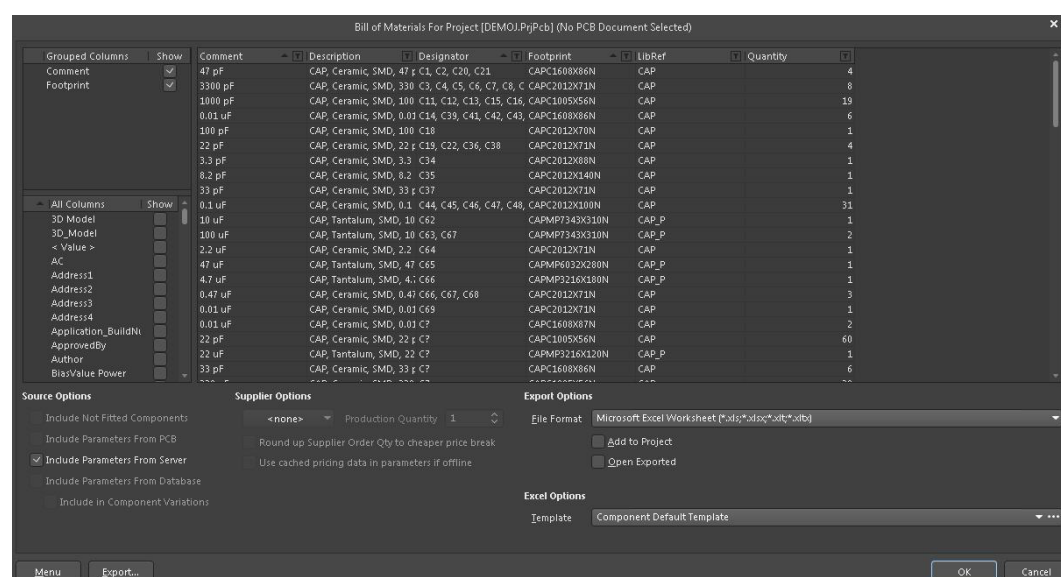 Bill of Materials For Project [DEMOJ.PrjPcb] (No PCB Document Selected)
Grouped Columns Show
Comment
Footprint
All Columns Show
3D Model
3D_Model
< Value >
AC
Address1
Address2
Address3
Address4
Application_BuildNu
ApprovedBy
Author
BiasValue Power
Comment Description Designator Footprint LibRef Quantity
47 pF CAP, Ceramic, SMD, 47 p C1, C2, C20, C21 CAPC1608X86N CAP 4
3300 pF CAP, Ceramic, SMD, 330 C3, C4, C5, C6, C7, C8, C CAPC2012X71N CAP 8
1000 pF CAP, Ceramic, SMD, 100 C11, C12, C13, C15, C16, CAPC1005X56N CAP 19
0.01 uF CAP, Ceramic, SMD, 0.01 C14, C39, C41, C42, C43, CAPC1608X86N CAP 6
100 pF CAP, Ceramic, SMD, 100 C18 CAPC2012X70N CAP 1
22 pF CAP, Ceramic, SMD, 22 p C19, C22, C36, C38 CAPC2012X71N CAP 4
3.3 pF CAP, Ceramic, SMD, 3.3 C34 CAPC2012X88N CAP 1
8.2 pF CAP, Ceramic, SMD, 8.2 C35 CAPC2012X140N CAP 1
33 pF CAP, Ceramic, SMD, 33 p C37 CAPC2012X71N CAP 1
0.1 uF CAP, Ceramic, SMD, 0.1 C44, C45, C46, C47, C48, CAPC2012X100N CAP 31
10 uF CAP, Tantalum, SMD, 10 C62 CAPMP7343X310N CAP_P 1
100 uF CAP, Tantalum, SMD, 10 C63, C67 CAPMP7343X310N CAP_P 2
2.2 uF CAP, Ceramic, SMD, 2.2 C64 CAPC2012X71N CAP 1
47 uF CAP, Tantalum, SMD, 47 C65 CAPMP6032X280N CAP_P 1
4.7 uF CAP, Tantalum, SMD, 4.7 C66 CAPMP3216X180N CAP_P 1
0.47 uF CAP, Ceramic, SMD, 0.47 C66, C67, C68 CAPC2012X71N CAP 3
0.01 uF CAP, Ceramic, SMD, 0.01 C69 CAPC2012X71N CAP 1
0.01 uF CAP, Ceramic, SMD, 0.01 C? CAPC1608X87N CAP 2
22 pF CAP, Ceramic, SMD, 22 p C? CAPC1005X56N CAP 60
22 uF CAP, Tantalum, SMD, 22 C? CAPMP3216X120N CAP_P 1
33 pF CAP, Ceramic, SMD, 33 p C? CAPC1608X86N CAP 6
Source Options
Include Not Fitted Components
Include Parameters From PCB
Include Parameters From Server
Include Parameters From Database
Include in Component Variations
Supplier Options
<none> Production Quantity 1
Round up Supplier Order Qty to cheaper price break
Use cached pricing data in parameters if offline
Export Options
File Format Microsoft Excel Worksheet (*.xls;*.xlsx;*.xlt;*.xltx)
Add to Project
Open Exported
Excel Options
Template Component Default Template
Menu Export... OK Cancel